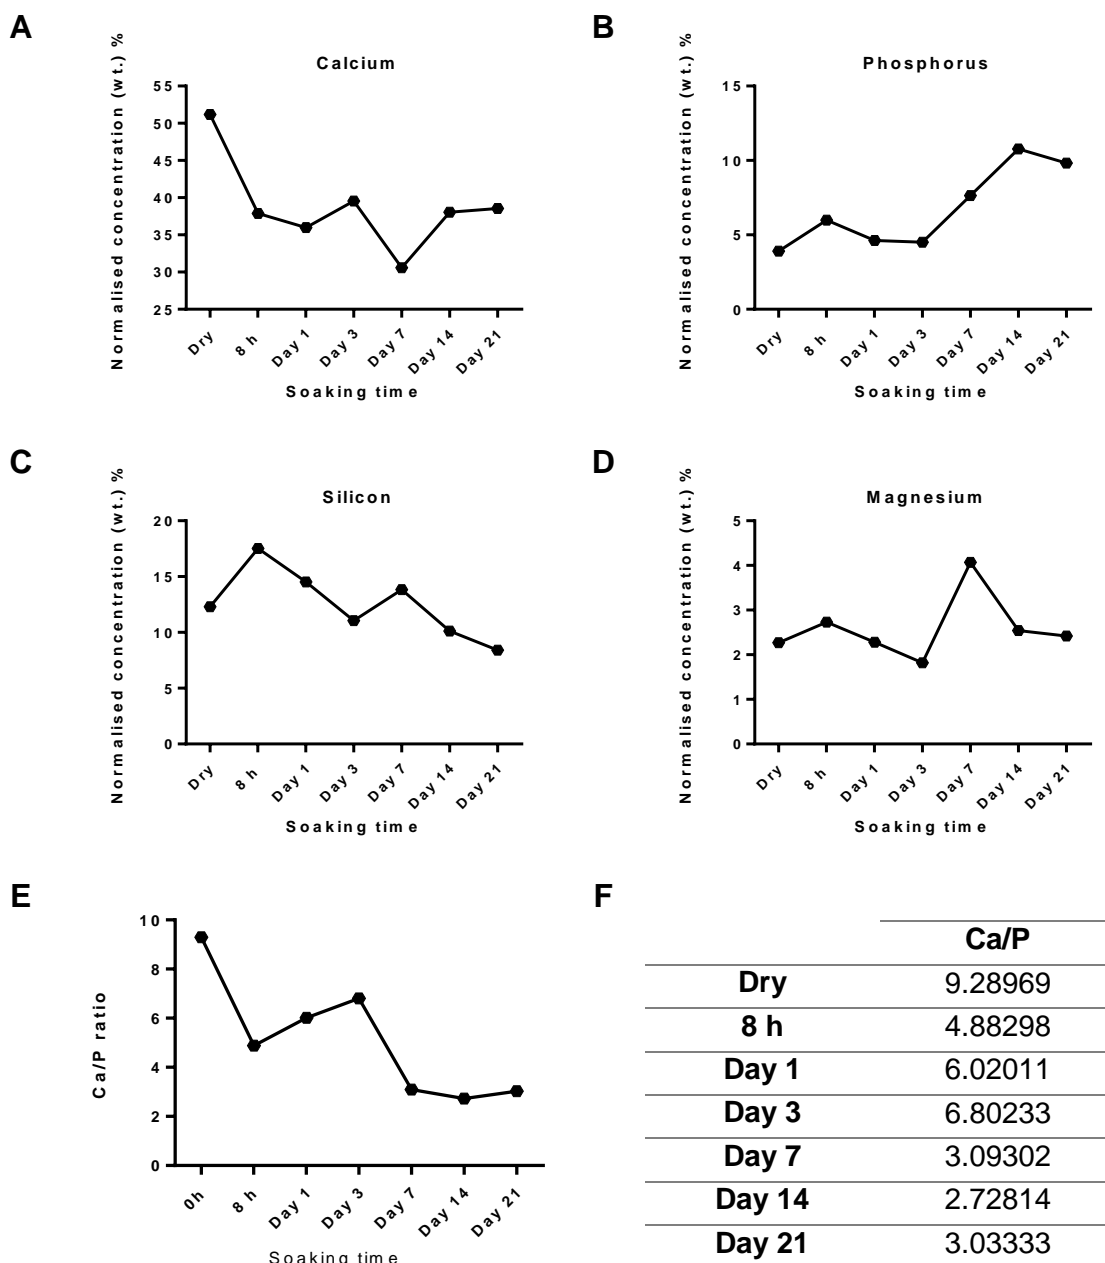 A
Calcium
Normalised concentration (wt.) %
55
50
45
40
35
30
25
Dry
8 h
Day 1
Day 3
Day 7
Day 14
Day 21
Soaking time
B
Phosphorus
Normalised concentration (wt.) %
15
10
5
0
Dry
8 h
Day 1
Day 3
Day 7
Day 14
Day 21
Soaking time
C
Silicon
Normalised concentration (wt.) %
20
15
10
5
0
Dry
8 h
Day 1
Day 3
Day 7
Day 14
Day 21
Soaking time
D
Magnesium
Normalised concentration (wt.) %
5
4
3
2
1
0
Dry
8 h
Day 1
Day 3
Day 7
Day 14
Day 21
Soaking time
E
Ca/P ratio
10
8
6
4
2
0
0h
8 h
Day 1
Day 3
Day 7
Day 14
Day 21
Soaking time
F
Ca/P
Dry 9.28969
8 h 4.88298
Day 1 6.02011
Day 3 6.80233
Day 7 3.09302
Day 14 2.72814
Day 21 3.03333